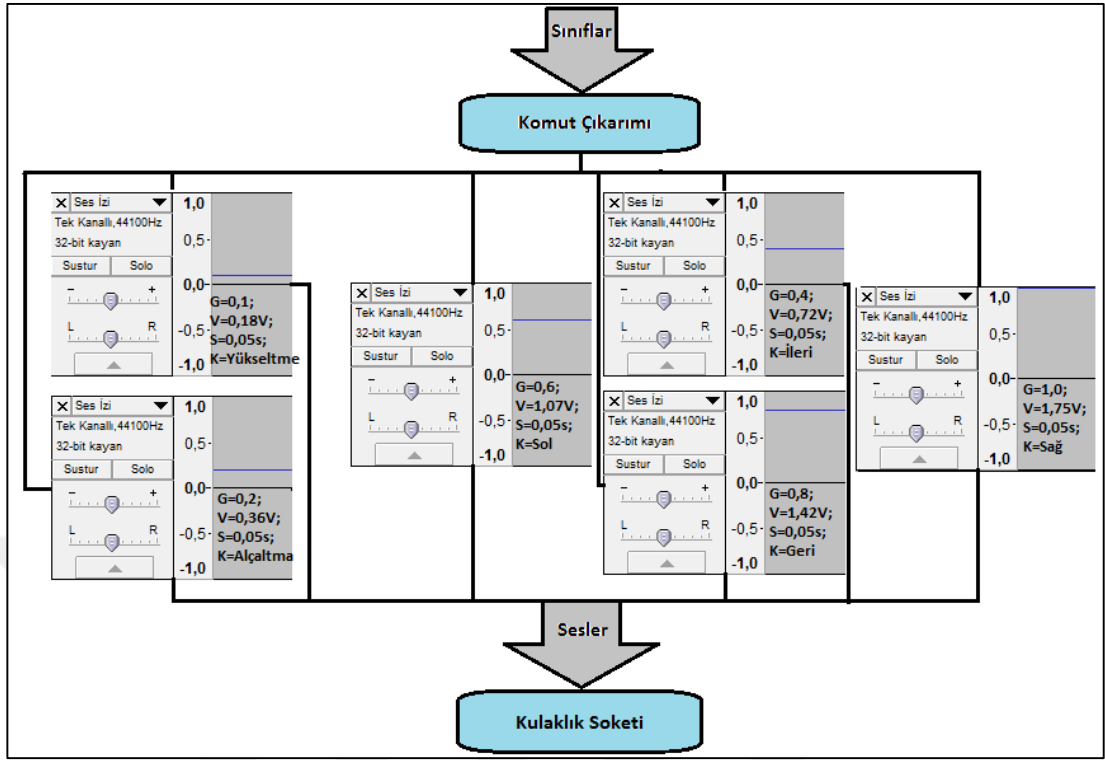 Sınıflar
Komut Çıkarımı
Ses İzi
Tek Kanallı,44100Hz
32-bit kayan
Sustur Solo
- +
L R
1,0
0,5
0,0
-0,5
-1,0
G=0,1;
V=0,18V;
S=0,05s;
K=Yükseltme
Ses İzi
Tek Kanallı,44100Hz
32-bit kayan
Sustur Solo
- +
L R
1,0
0,5
0,0
-0,5
-1,0
G=0,2;
V=0,36V;
S=0,05s;
K=Alçaltma
Ses İzi
Tek Kanallı,44100Hz
32-bit kayan
Sustur Solo
- +
L R
1,0
0,5
0,0
-0,5
-1,0
G=0,6;
V=1,07V;
S=0,05s;
K=Sol
Ses İzi
Tek Kanallı,44100Hz
32-bit kayan
Sustur Solo
- +
L R
1,0
0,5
0,0
-0,5
-1,0
G=0,4;
V=0,72V;
S=0,05s;
K=İleri
Ses İzi
Tek Kanallı,44100Hz
32-bit kayan
Sustur Solo
- +
L R
1,0
0,5
0,0
-0,5
-1,0
G=0,8;
V=1,42V;
S=0,05s;
K=Geri
Ses İzi
Tek Kanallı,44100Hz
32-bit kayan
Sustur Solo
- +
L R
1,0
0,5
0,0
-0,5
-1,0
G=1,0;
V=1,75V;
S=0,05s;
K=Sağ
Sesler
Kulaklık Soketi